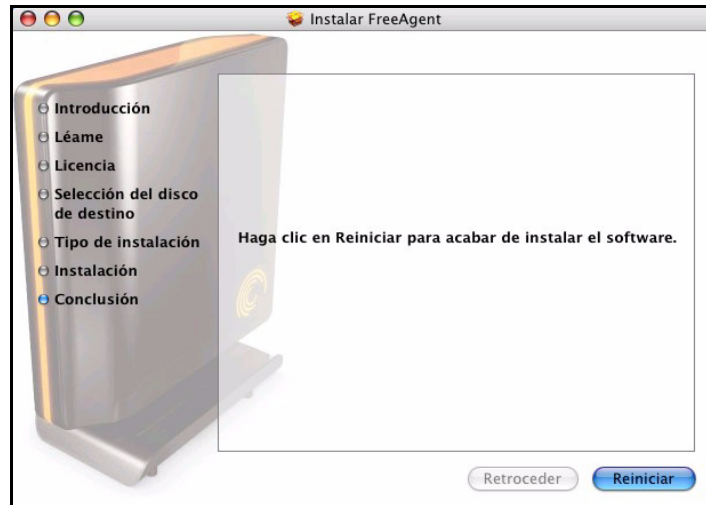 Instalar FreeAgent
Introducción
Léame
Licencia
Selección del disco
de destino
Tipo de instalación
Instalación
Conclusión
Haga clic en Reiniciar para acabar de instalar el software.
Retroceder
Reiniciar